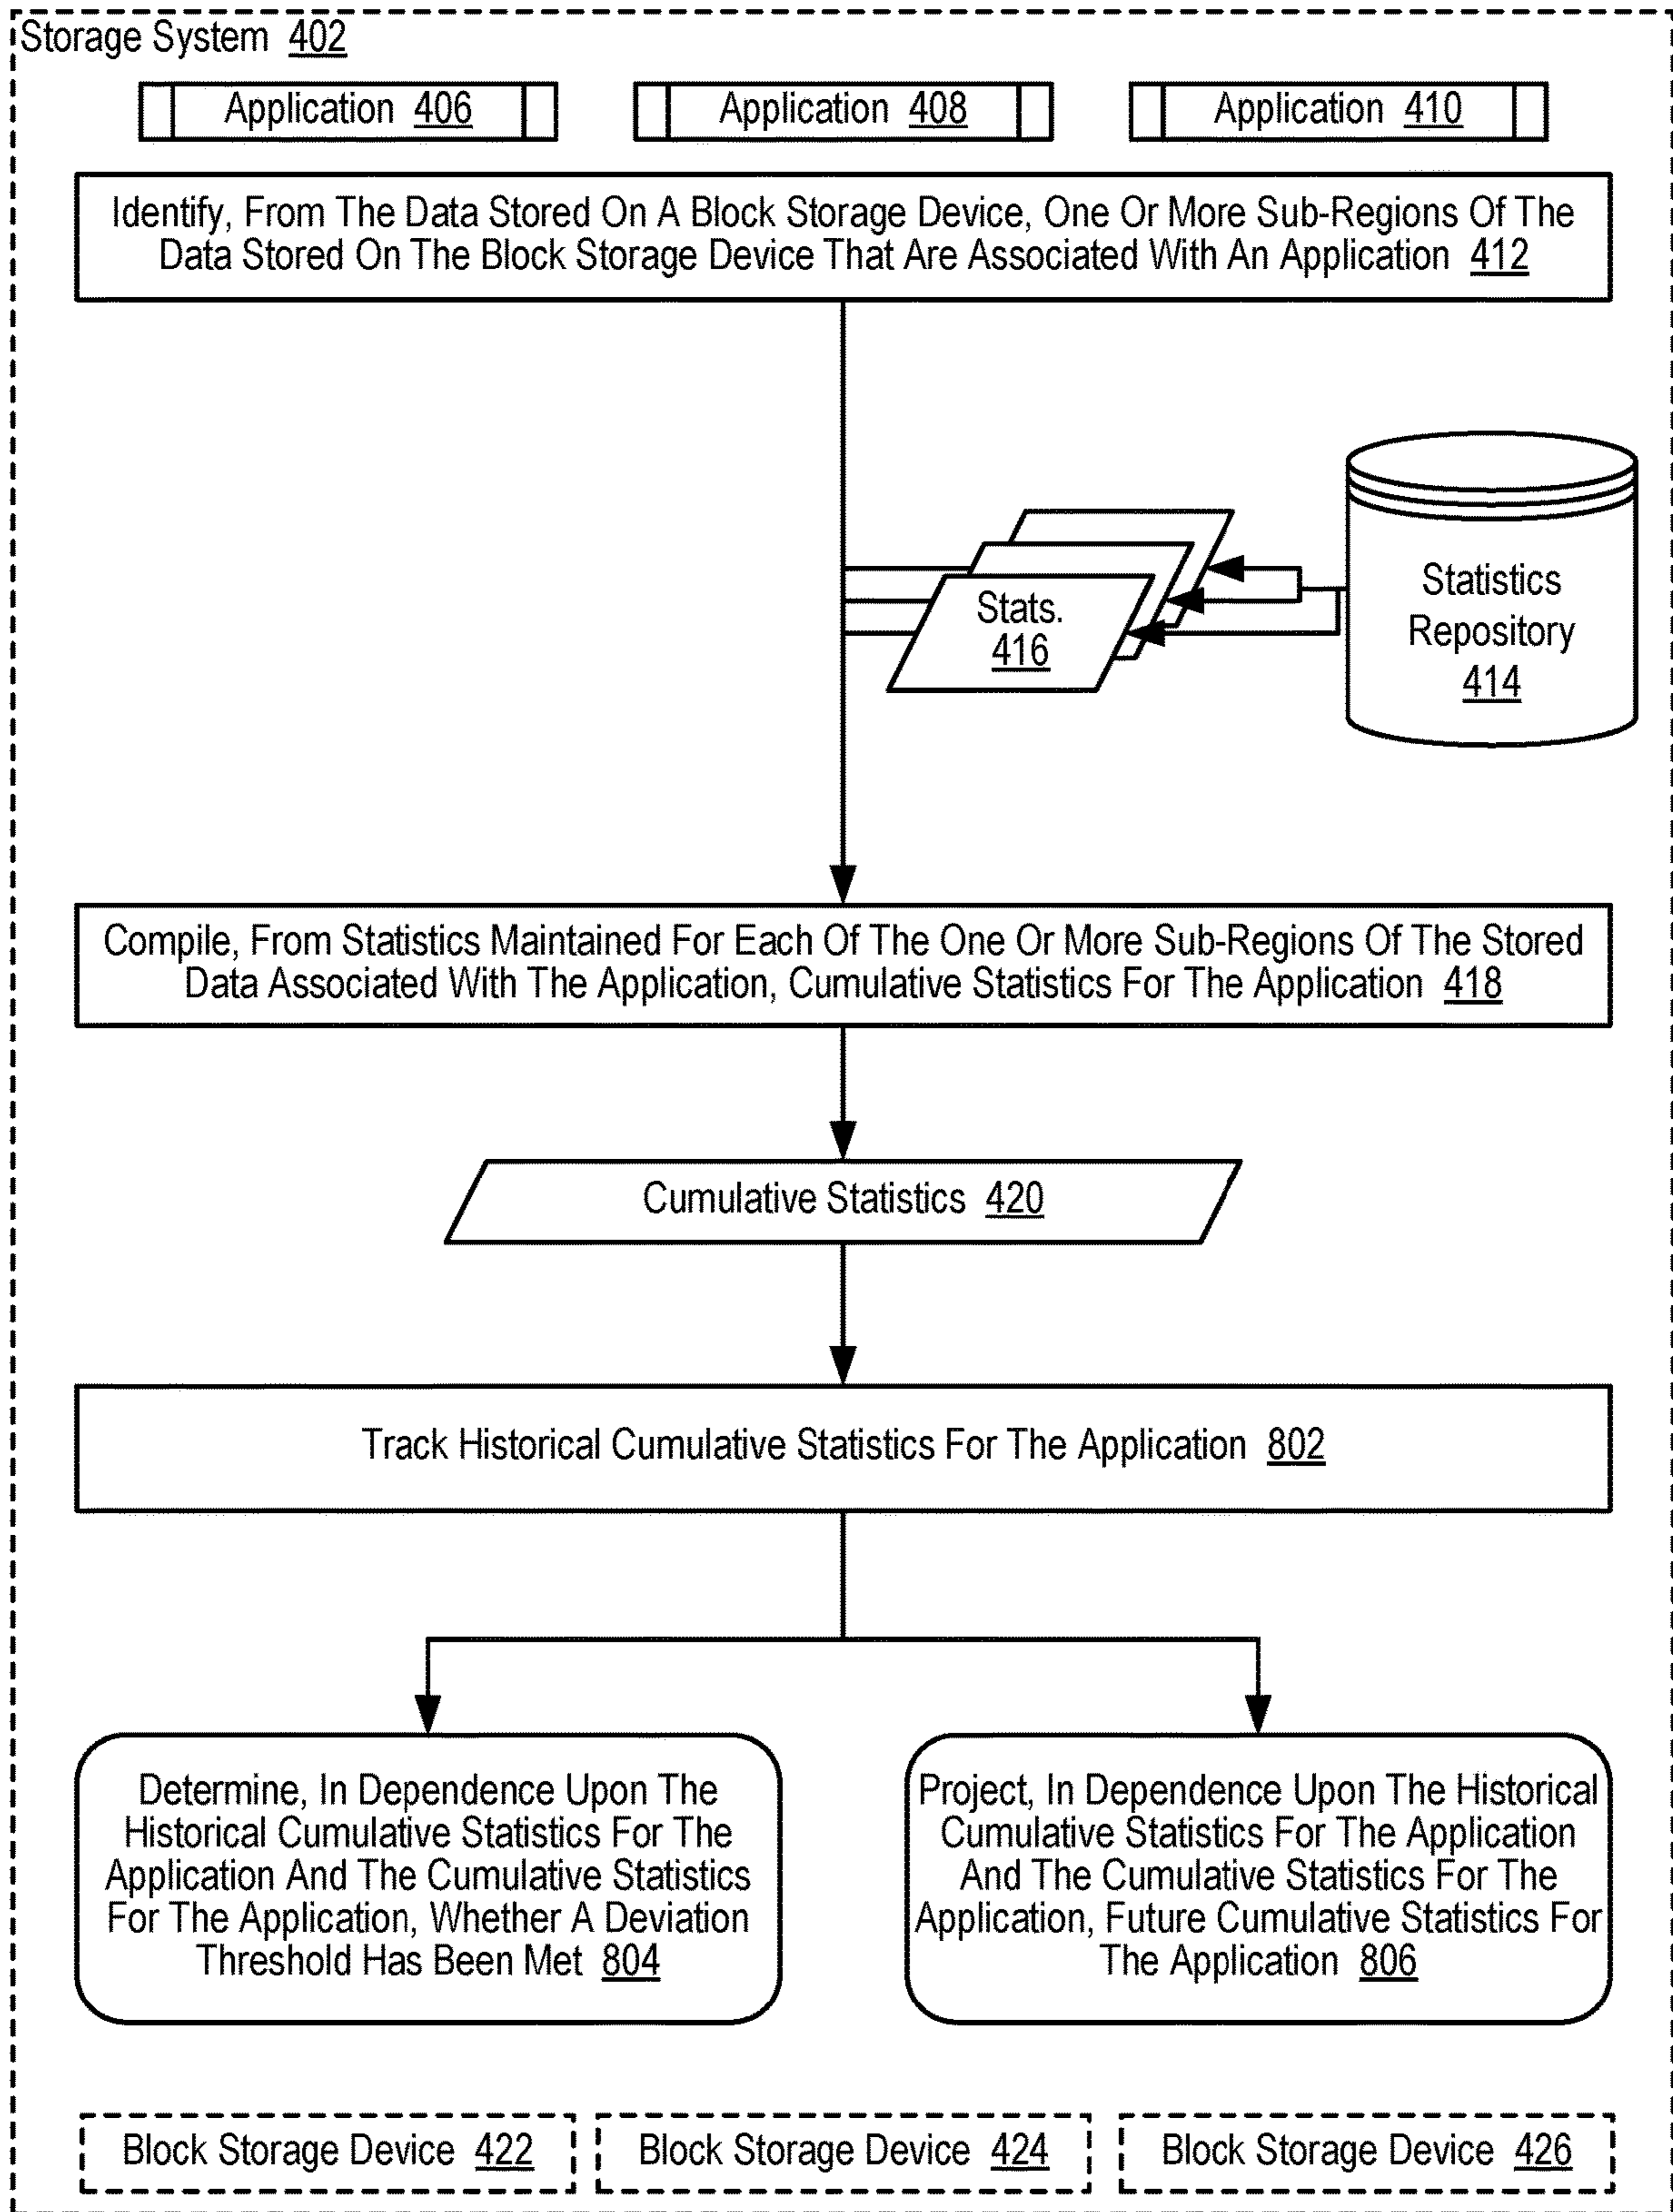 Storage System 402
Application 406
Application 408
Application 410
Identify, From The Data Stored On A Block Storage Device, One Or More Sub-Regions Of The
Data Stored On The Block Storage Device That Are Associated With An Application 412
Stats.
416
Statistics
Repository
414
Compile, From Statistics Maintained For Each Of The One Or More Sub-Regions Of The Stored
Data Associated With The Application, Cumulative Statistics For The Application 418
Cumulative Statistics 420
Track Historical Cumulative Statistics For The Application 802
Determine, In Dependence Upon The
Historical Cumulative Statistics For The
Application And The Cumulative Statistics
For The Application, Whether A Deviation
Threshold Has Been Met 804
Project, In Dependence Upon The Historical
Cumulative Statistics For The Application
And The Cumulative Statistics For The
Application, Future Cumulative Statistics For
The Application 806
Block Storage Device 422
Block Storage Device 424
Block Storage Device 426